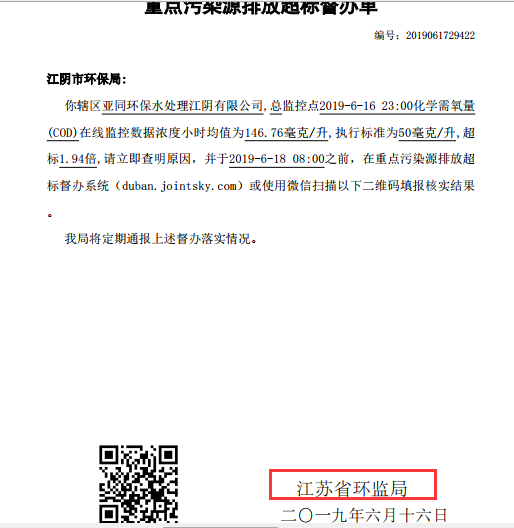 重点污染源排放超标督办单
编号：2019061729422
江阴市环保局：
你辖区亚同环保水处理江阴有限公司,总监控点2019-6-16 23:00化学需氧量
(COD)在线监控数据浓度小时均值为146.76毫克/升,执行标准为50毫克/升,超
标1.94倍,请立即查明原因，并于2019-6-18 08:00之前，在重点污染源排放超
标督办系统（duban.jointsky.com）或使用微信扫描以下二维码填报核实结果
。
我局将定期通报上述督办落实情况。
江苏省环监局
二〇一九年六月十六日